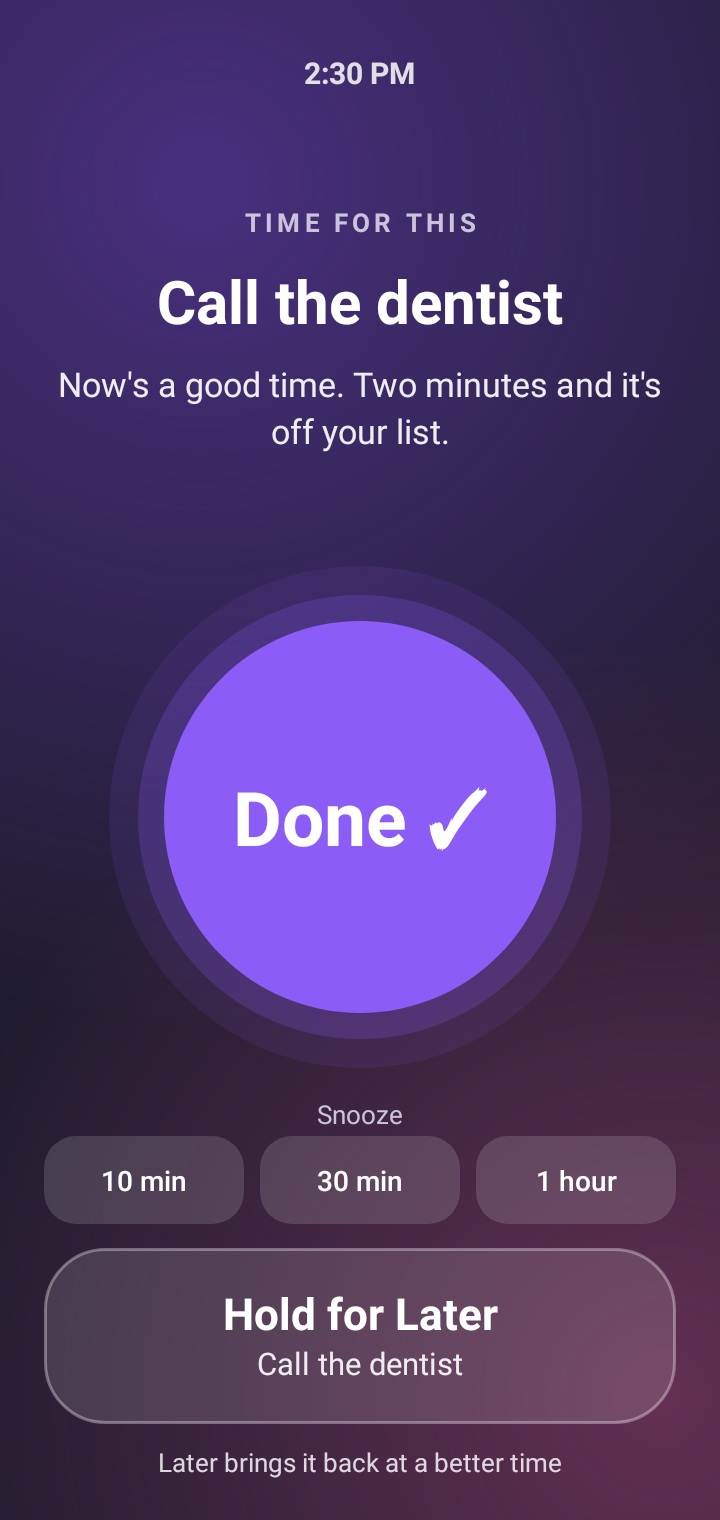 2:30 PM
TIME FOR THIS
Call the dentist
Now's a good time. Two minutes and it's
off your list.
Done ✓
Snooze
10 min
30 min
1 hour
Hold for Later
Call the dentist
Later brings it back at a better time